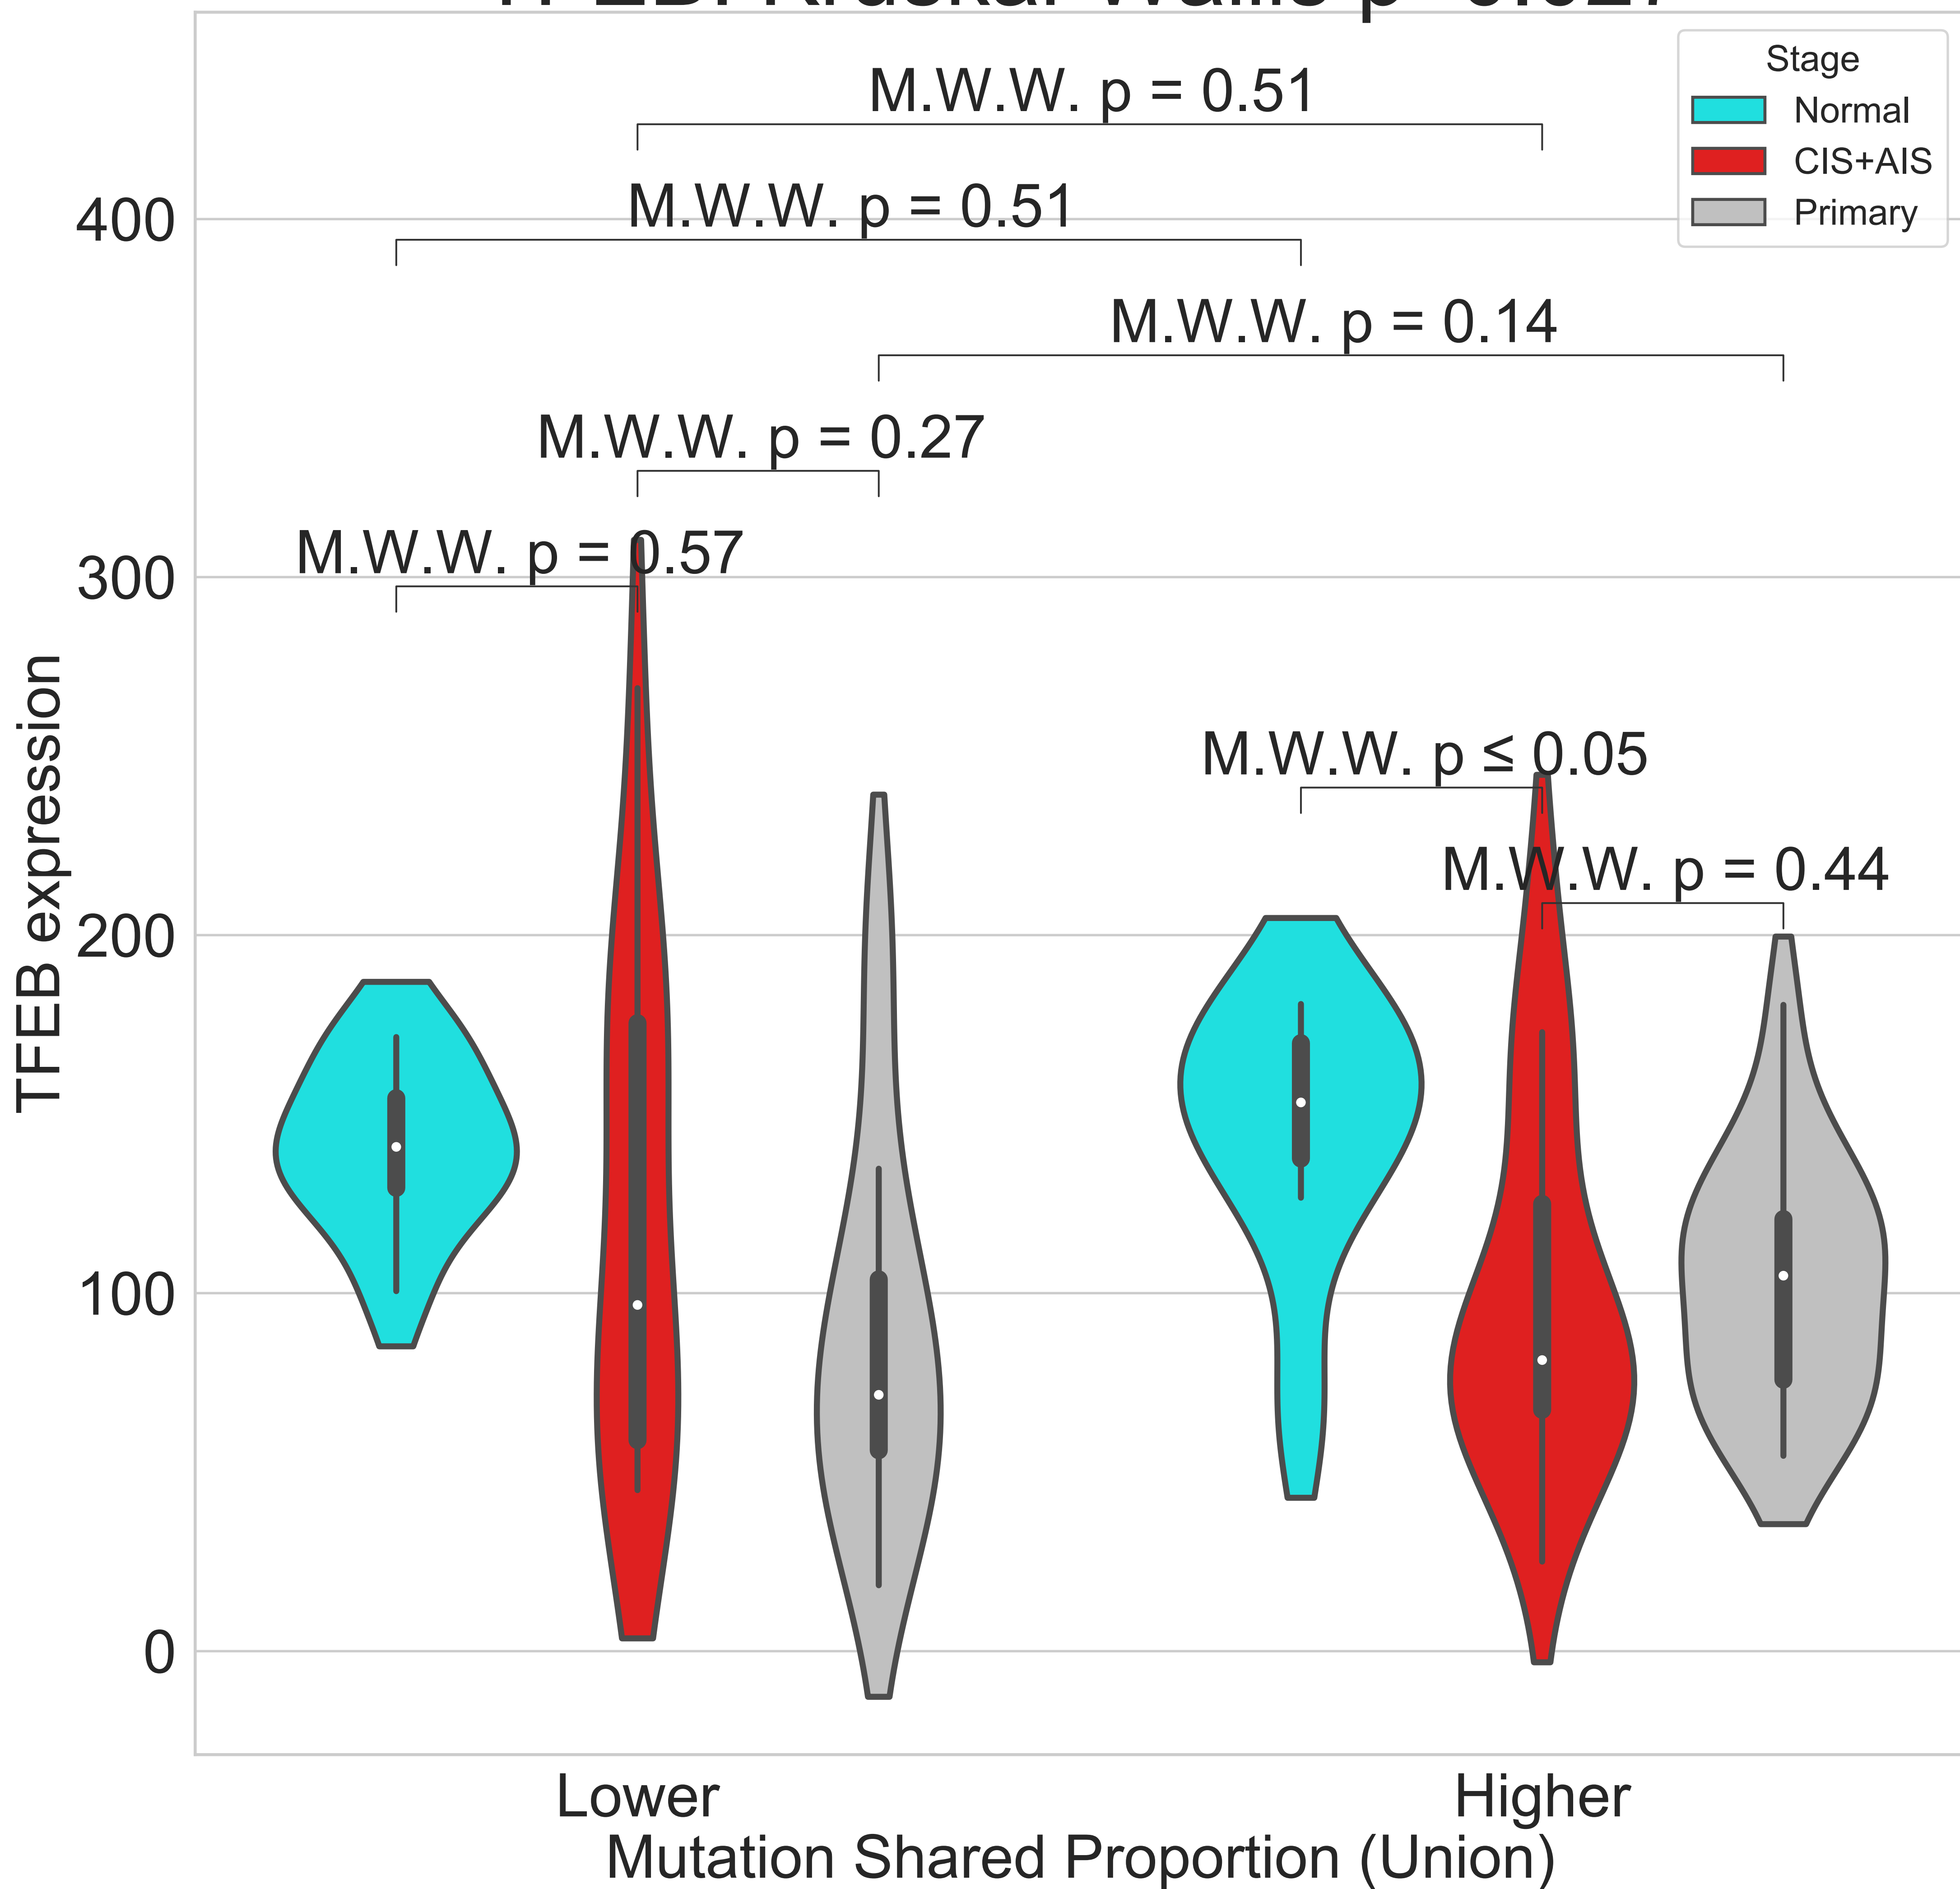 Stage
Normal
CIS+AIS
Primary
M.W.W. p = 0.51
M.W.W. p = 0.51
M.W.W. p = 0.14
M.W.W. p = 0.27
M.W.W. p = 0.57
M.W.W. p ≤ 0.05
M.W.W. p = 0.44
400
300
200
100
0
TFEB expression
Lower
Higher
Mutation Shared Proportion (Union)